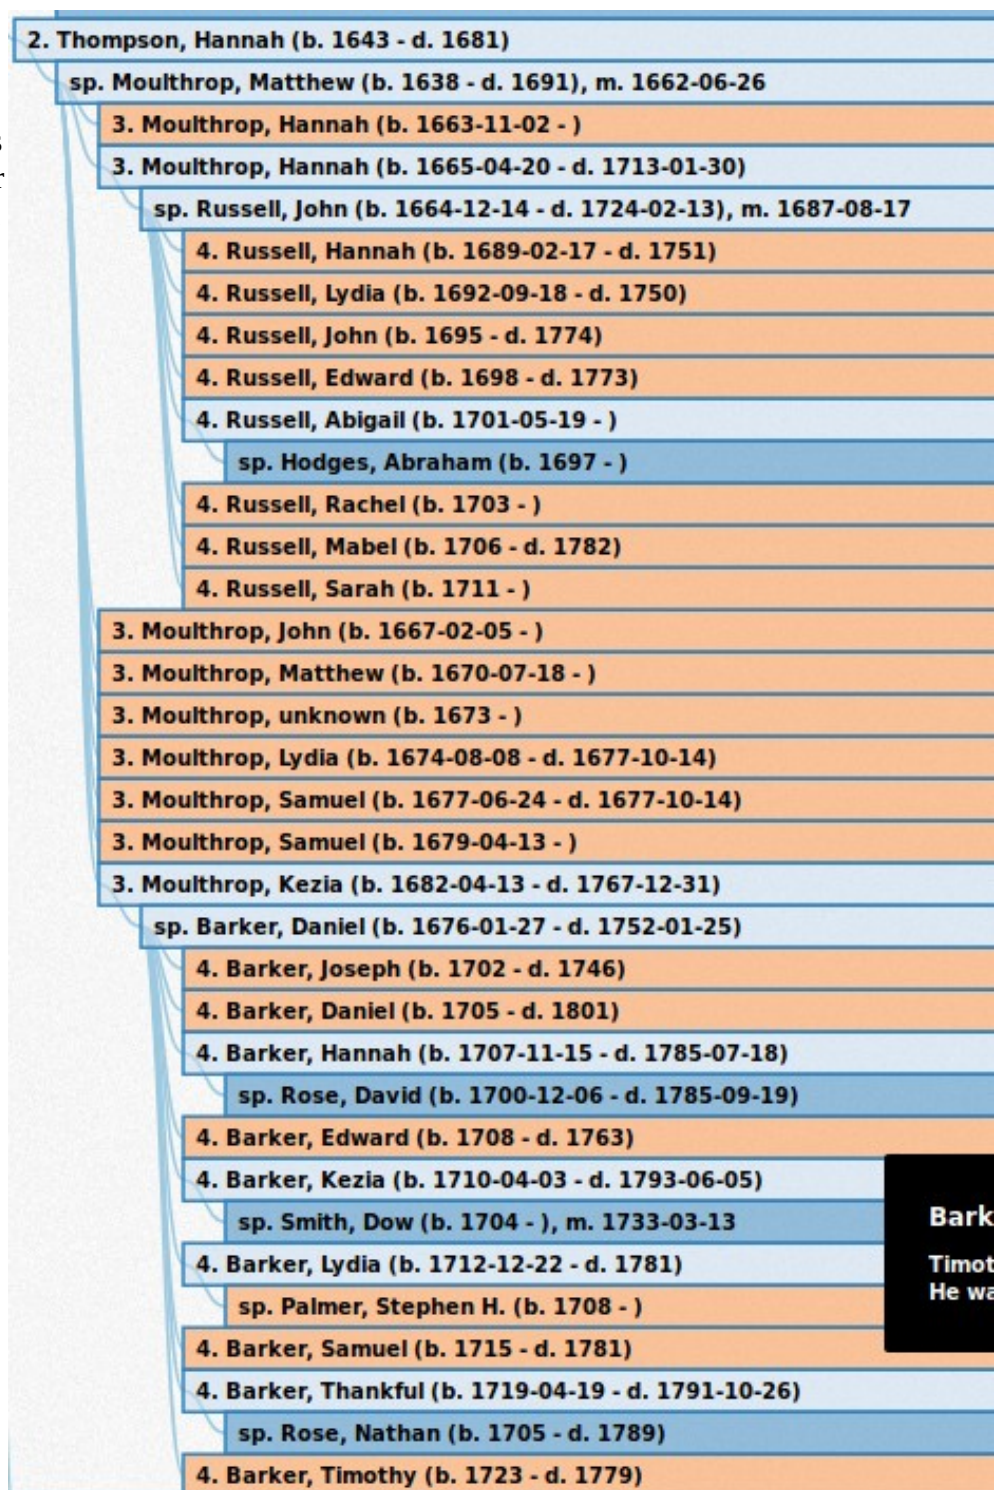 2. Thompson, Hannah (b. 1643 - d. 1681)
sp. Moulthrop, Matthew (b. 1638 - d. 1691), m. 1662-06-26
3. Moulthrop, Hannah (b. 1663-11-02 - )
3. Moulthrop, Hannah (b. 1665-04-20 - d. 1713-01-30)
sp. Russell, John (b. 1664-12-14 - d. 1724-02-13), m. 1687-08-17
4. Russell, Hannah (b. 1689-02-17 - d. 1751)
4. Russell, Lydia (b. 1692-09-18 - d. 1750)
4. Russell, John (b. 1695 - d. 1774)
4. Russell, Edward (b. 1698 - d. 1773)
4. Russell, Abigail (b. 1701-05-19 - )
sp. Hodges, Abraham (b. 1697 - )
4. Russell, Rachel (b. 1703 - )
4. Russell, Mabel (b. 1706 - d. 1782)
4. Russell, Sarah (b. 1711 - )
3. Moulthrop, John (b. 1667-02-05 - )
3. Moulthrop, Matthew (b. 1670-07-18 - )
3. Moulthrop, unknown (b. 1673 - )
3. Moulthrop, Lydia (b. 1674-08-08 - d. 1677-10-14)
3. Moulthrop, Samuel (b. 1677-06-24 - d. 1677-10-14)
3. Moulthrop, Samuel (b. 1679-04-13 - )
3. Moulthrop, Kezia (b. 1682-04-13 - d. 1767-12-31)
sp. Barker, Daniel (b. 1676-01-27 - d. 1752-01-25)
4. Barker, Joseph (b. 1702 - d. 1746)
4. Barker, Daniel (b. 1705 - d. 1801)
4. Barker, Hannah (b. 1707-11-15 - d. 1785-07-18)
sp. Rose, David (b. 1700-12-06 - d. 1785-09-19)
4. Barker, Edward (b. 1708 - d. 1763)
4. Barker, Kezia (b. 1710-04-03 - d. 1793-06-05)
sp. Smith, Dow (b. 1704 - ), m. 1733-03-13
4. Barker, Lydia (b. 1712-12-22 - d. 1781)
sp. Palmer, Stephen H. (b. 1708 - )
4. Barker, Samuel (b. 1715 - d. 1781)
4. Barker, Thankful (b. 1719-04-19 - d. 1791-10-26)
sp. Rose, Nathan (b. 1705 - d. 1789)
4. Barker, Timothy (b. 1723 - d. 1779)
Bark
Timot
He wa